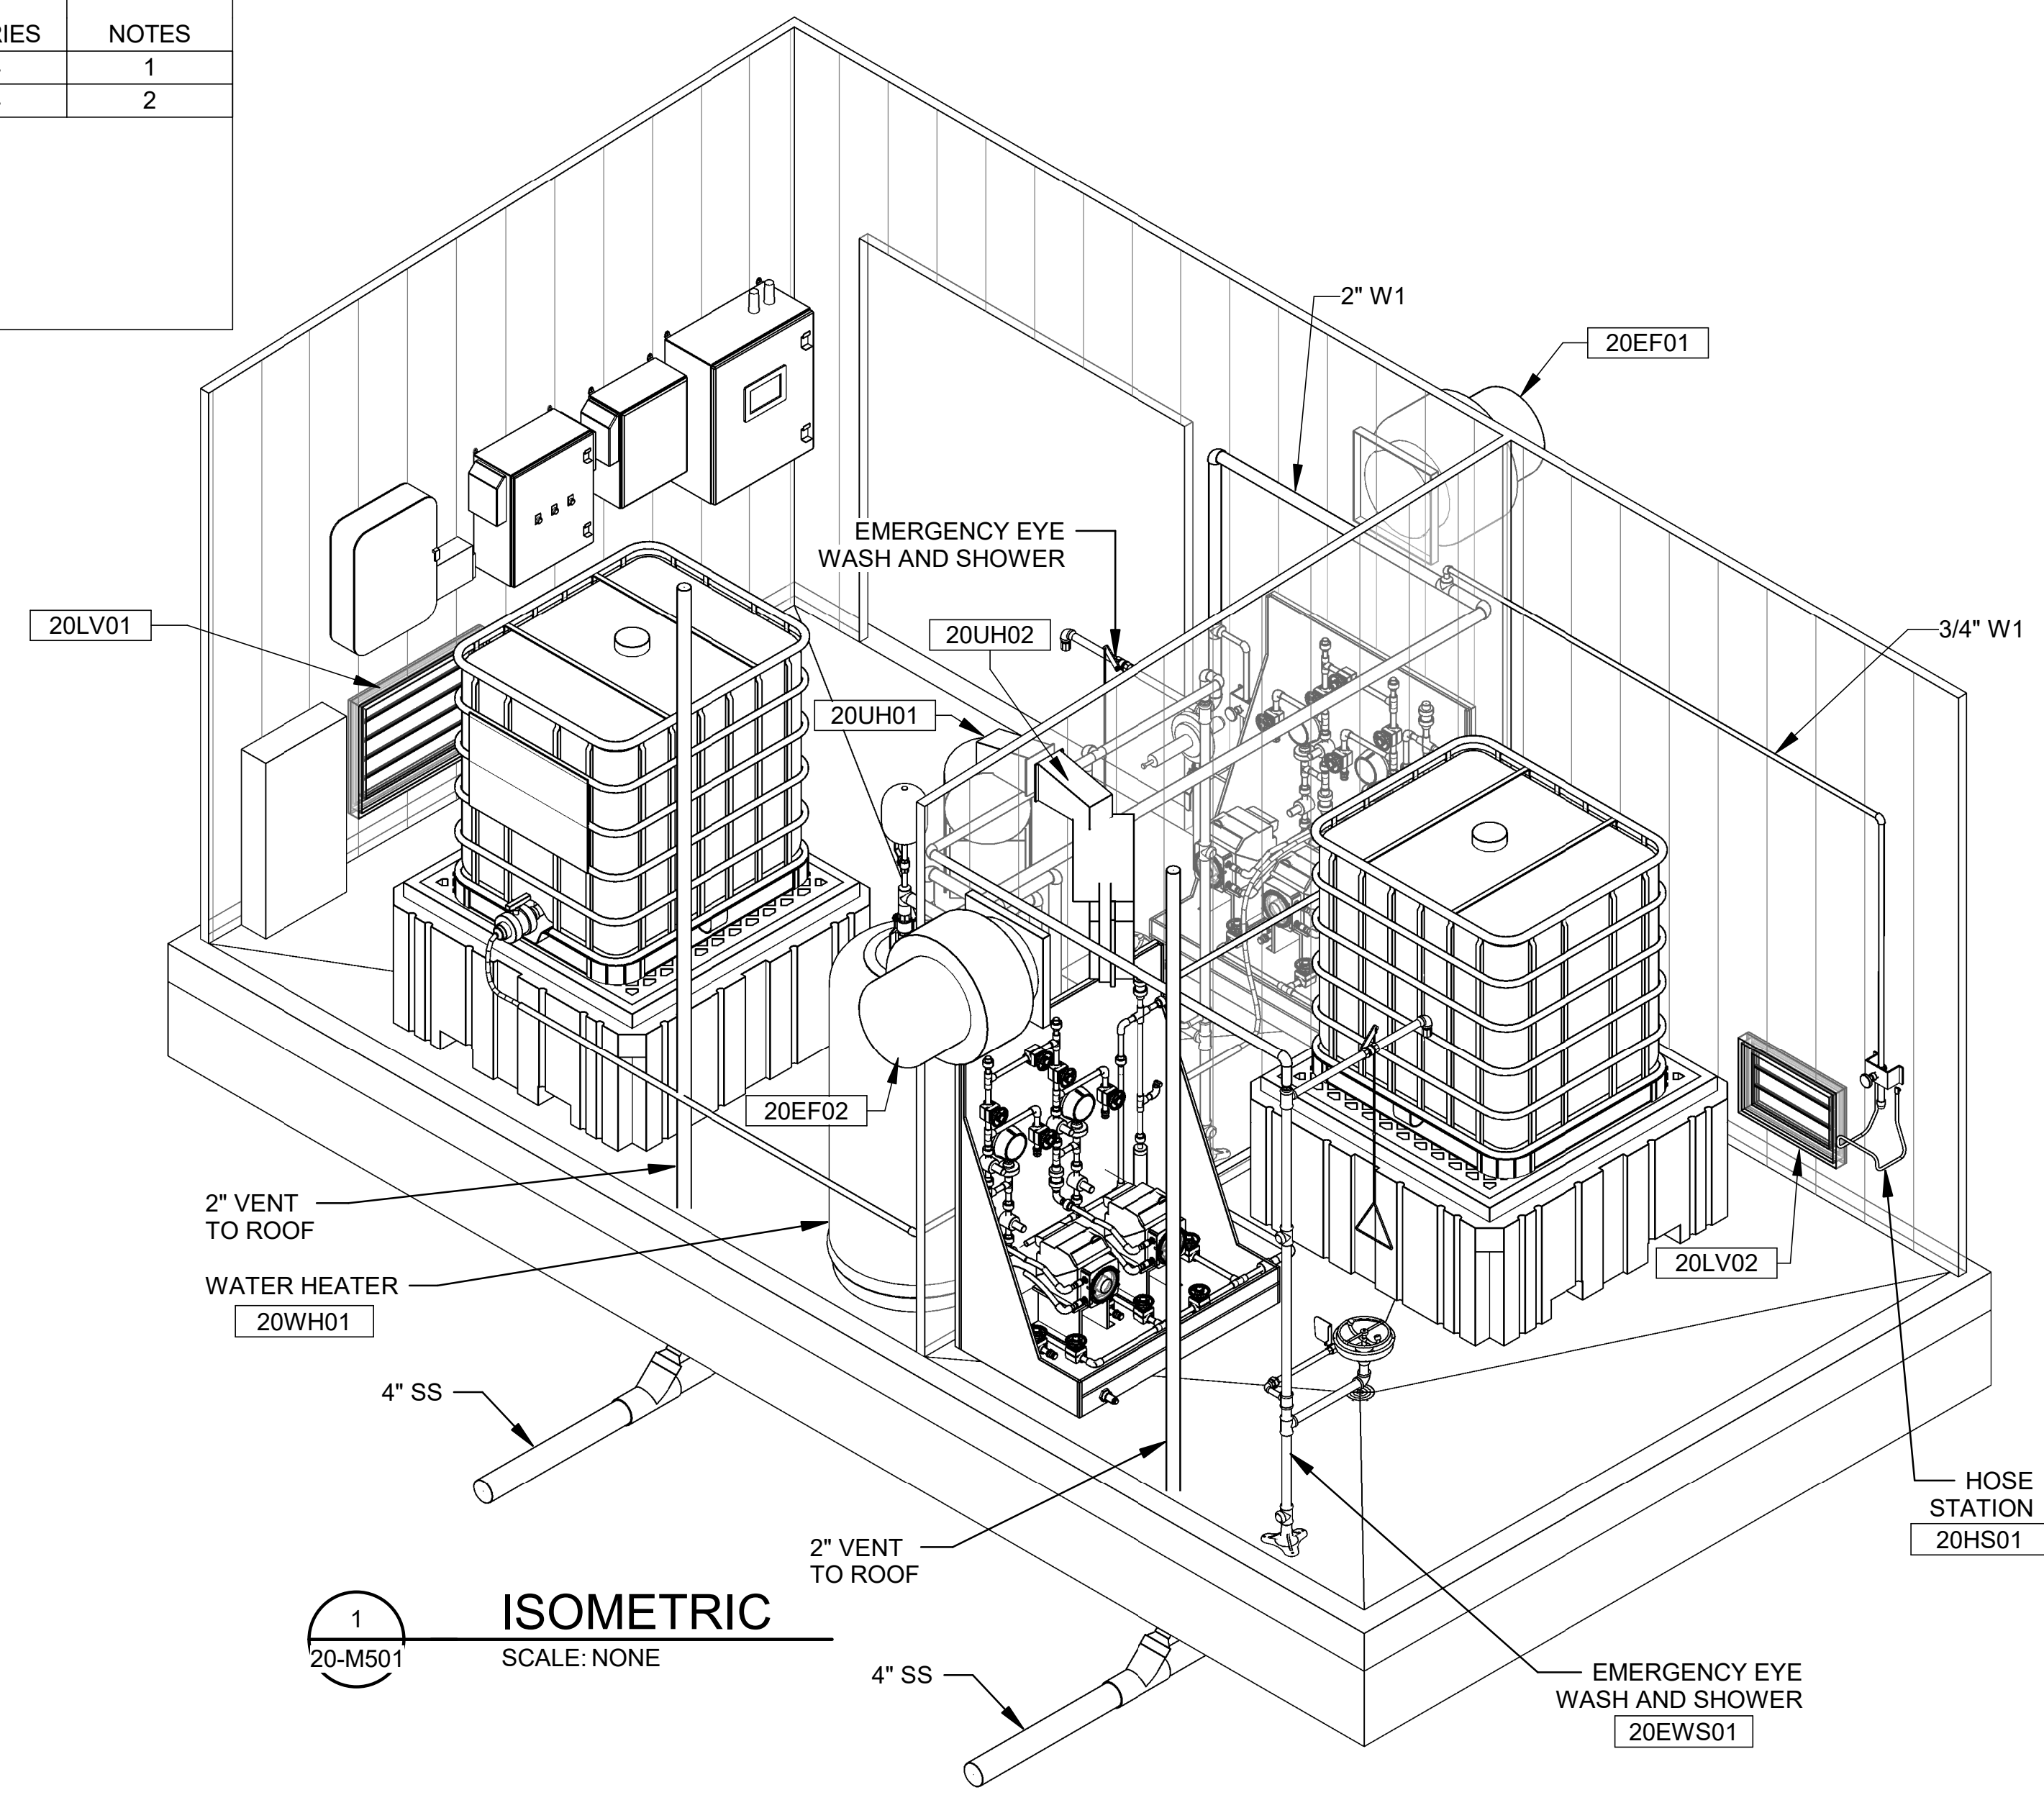 NOTES
1
2
2" W1
20EF01
EMERGENCY EYE
WASH AND SHOWER
20LV01
20UH02
3/4" W1
20UH01
20EF02
2" VENT
TO ROOF
WATER HEATER
20WH01
20LV02
4" SS
HOSE
STATION
20HS01
2" VENT
TO ROOF
1
20-M501
ISOMETRIC
SCALE: NONE
4" SS
EMERGENCY EYE
WASH AND SHOWER
20EWS01